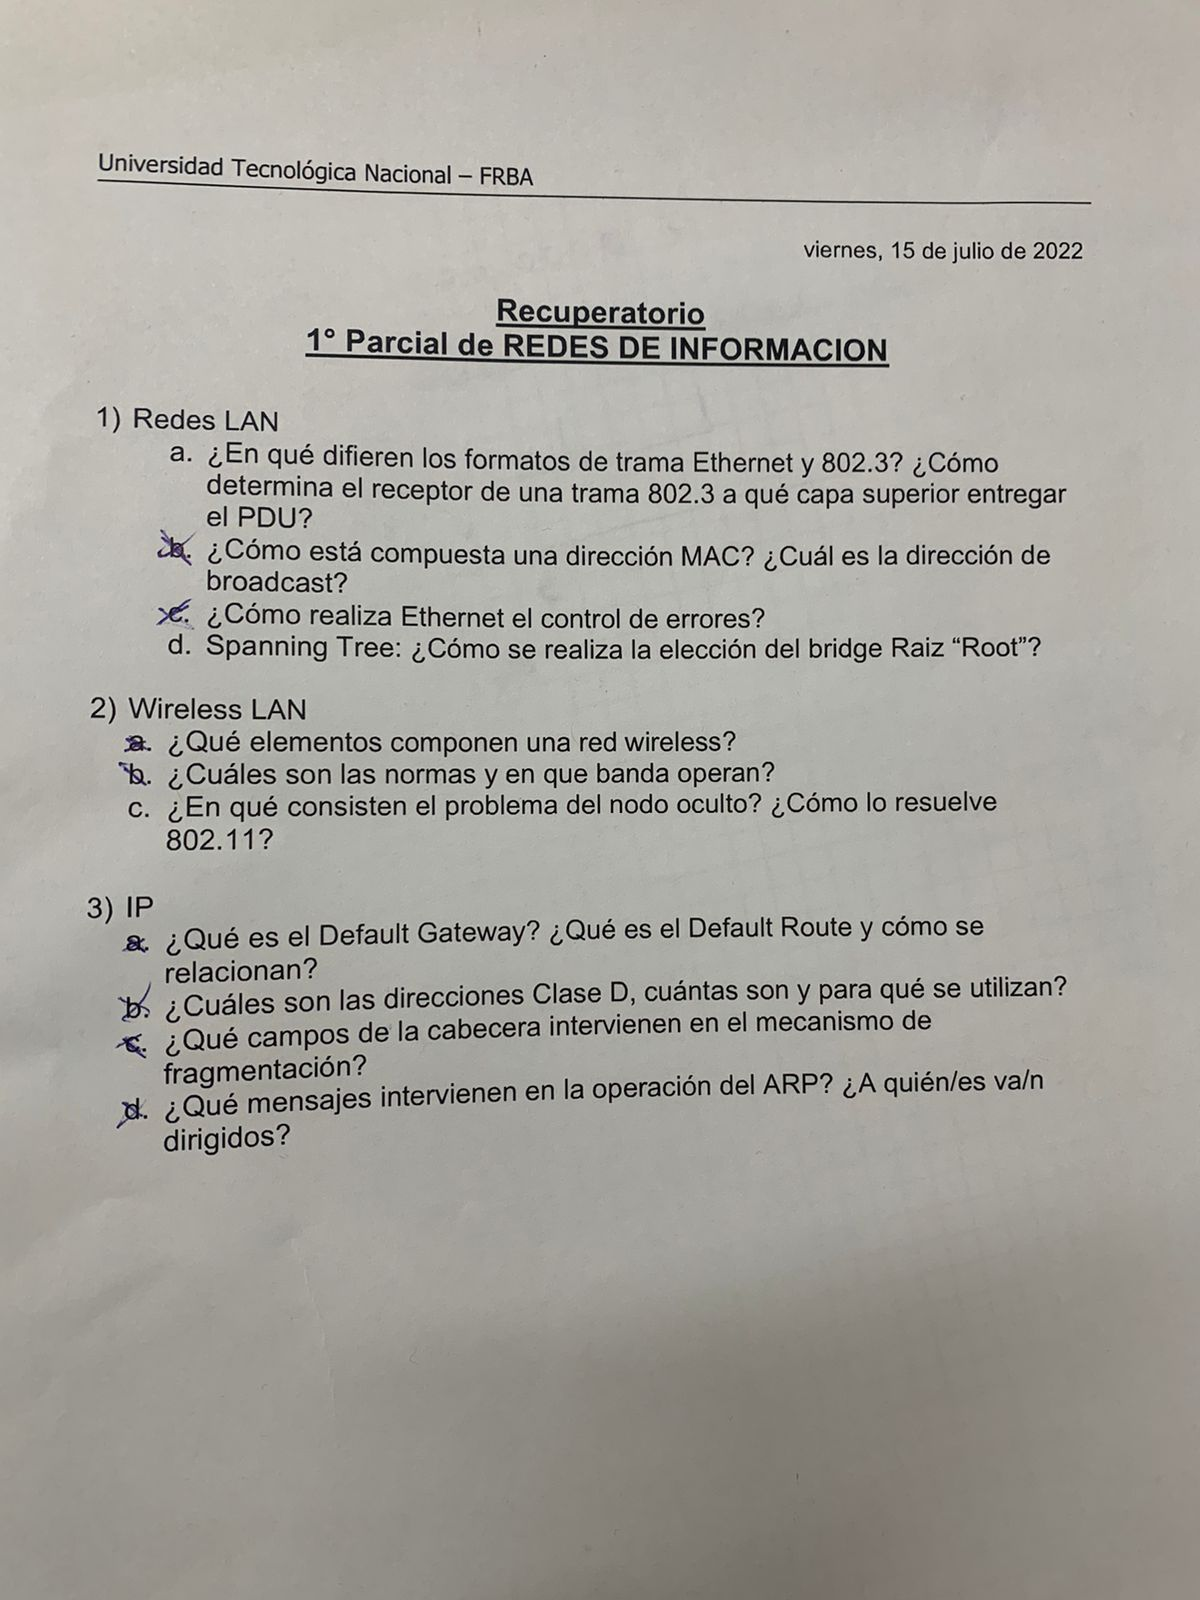 Universidad Tecnológica Nacional – FRBA
viernes, 15 de julio de 2022
Recuperatorio
1° Parcial de REDES DE INFORMACION
1) Redes LAN
a. ¿En qué difieren los formatos de trama Ethernet y 802.3? ¿Cómo
determina el receptor de una trama 802.3 a qué capa superior entregar
el PDU?
b. ¿Cómo está compuesta una dirección MAC? ¿Cuál es la dirección de
broadcast?
c. ¿Cómo realiza Ethernet el control de errores?
d. Spanning Tree: ¿Cómo se realiza la elección del bridge Raiz “Root”?
2) Wireless LAN
a. ¿Qué elementos componen una red wireless?
b. ¿Cuáles son las normas y en que banda operan?
c. ¿En qué consisten el problema del nodo oculto? ¿Cómo lo resuelve
802.11?
3) IP
a. ¿Qué es el Default Gateway? ¿Qué es el Default Route y cómo se
relacionan?
b. ¿Cuáles son las direcciones Clase D, cuántas son y para qué se utilizan?
c. ¿Qué campos de la cabecera intervienen en el mecanismo de
fragmentación?
d. ¿Qué mensajes intervienen en la operación del ARP? ¿A quién/es va/n
dirigidos?